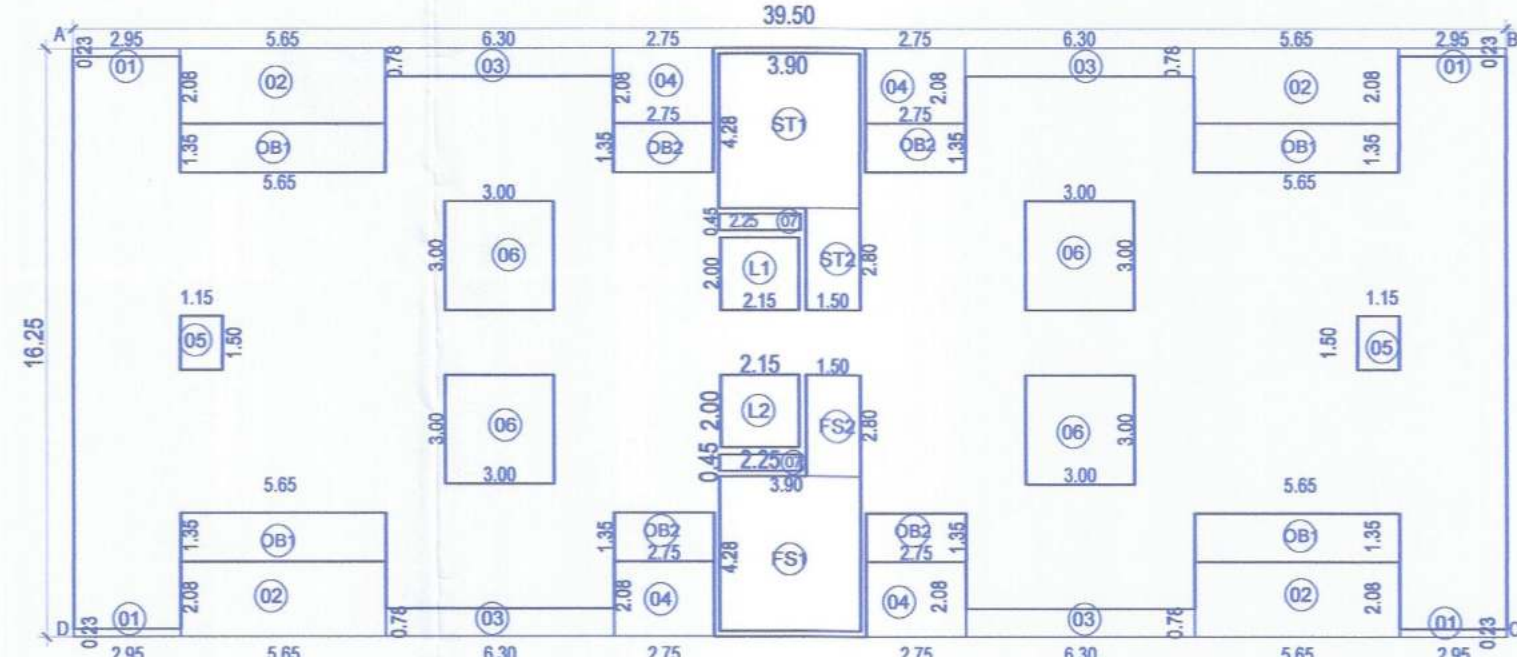 39.50
A 2.95 5.65 6.30 2.75 2.75 6.30 5.65 2.95 B
0.23 01 2.08 02 0.78 03 2.08 04 3.90 04 2.08 03 0.78 02 2.08 01 0.23
2.75 4.28 ST1 2.75
1.35 OB1 1.35 OB2 OB2 1.35 OB1 1.35
5.65 5.65
3.00 3.00
0.45 2.25 07
3.00 06 2.00 L1 ST2 2.80 06 3.00
2.15 1.50
1.15 1.15
16.25 05 1.50 1.50 05
2.15 1.50
3.00 06 2.00 L2 FS2 2.80 06 3.00
0.45 2.25 07
3.00 3.90 3.00
5.65 5.65
1.35 OB1 1.35 OB2 OB2 1.35 OB1 1.35
2.75 4.28 FS1 2.75
2.08 02 2.08 04 04 2.08 02 2.08
D 0.23 01 0.78 03 03 0.78 01 0.23 C
2.95 5.65 6.30 2.75 2.75 6.30 5.65 2.95